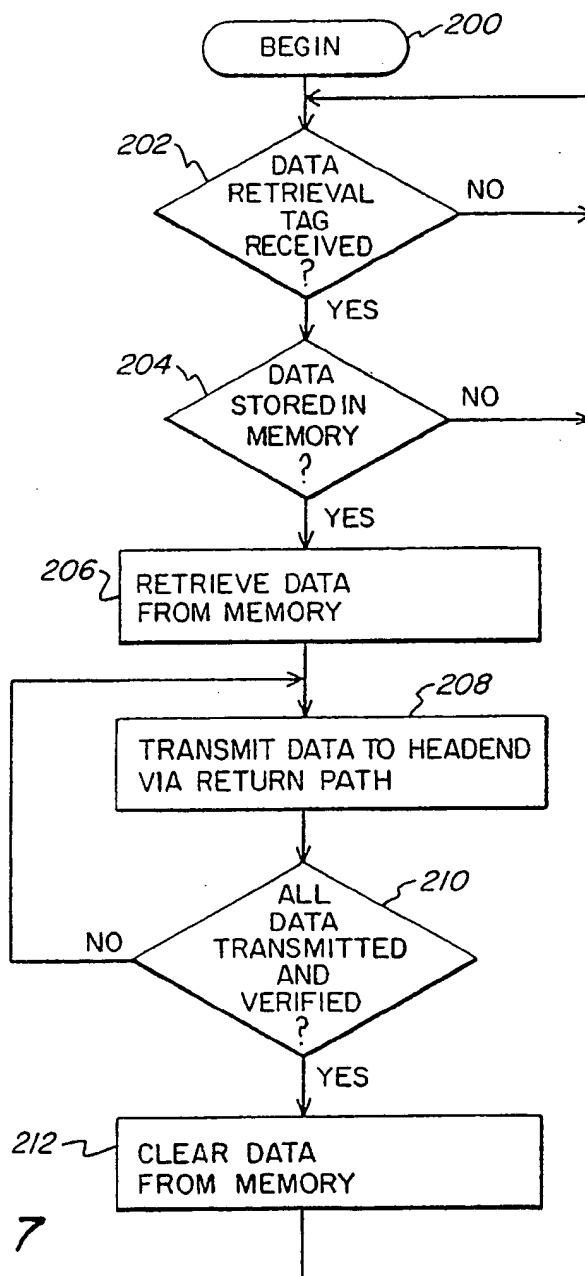 BEGIN
200
202
DATA
RETRIEVAL
TAG
RECEIVED
?
NO
YES
204
DATA
STORED IN
MEMORY
?
NO
YES
206
RETRIEVE DATA
FROM MEMORY
208
TRANSMIT DATA TO HEADEND
VIA RETURN PATH
210
ALL
DATA
TRANSMITTED
AND
VERIFIED
?
NO
YES
212
CLEAR DATA
FROM MEMORY
7